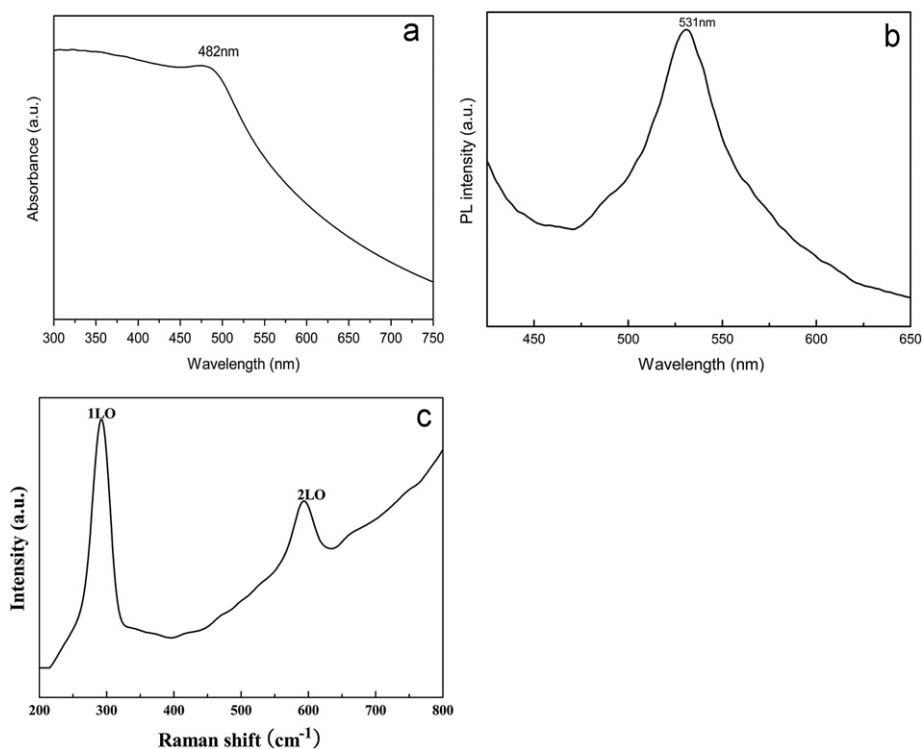 a
482nm
Absorbance (a.u.)
300 350 400 450 500 550 600 650 700 750
Wavelength (nm)
b
531nm
PL intensity (a.u.)
450 500 550 600 650
Wavelength (nm)
c
1LO
2LO
Intensity (a.u.)
200 300 400 500 600 700 800
Raman shift (cm⁻¹)